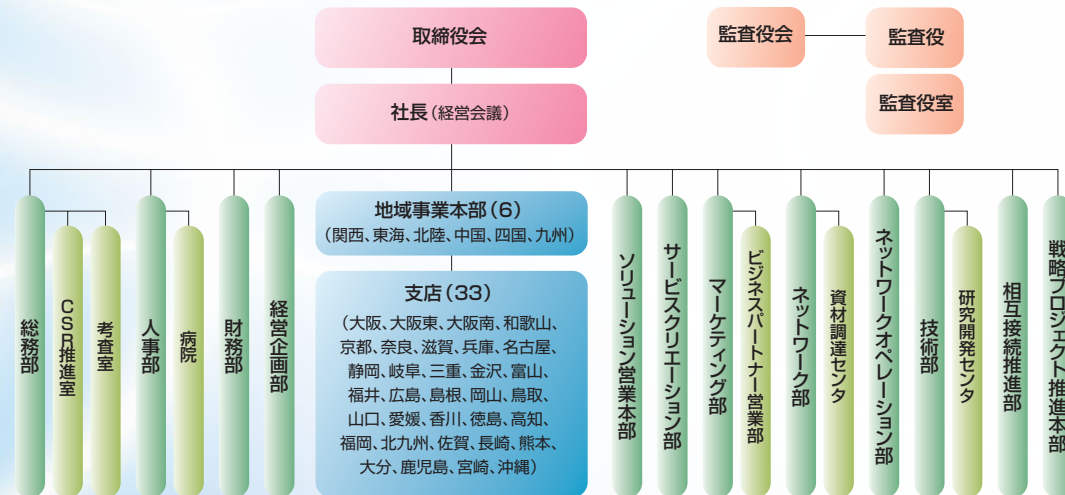 取締役会
監査役会
監査役
監査役室
社長(経営会議)
総務部
CSR推進室
考査室
人事部
病院
財務部
経営企画部
地域事業本部(6)
(関西、東海、北陸、中国、四国、九州)
支店(33)
(大阪、大阪東、大阪南、和歌山、
京都、奈良、滋賀、兵庫、名古屋、
静岡、岐阜、三重、金沢、富山、
福井、広島、島根、岡山、鳥取、
山口、愛媛、香川、徳島、高知、
福岡、北九州、佐賀、長崎、熊本、
大分、鹿児島、宮崎、沖縄)
ソリューション営業本部
サービスクリエーション部
マーケティング部
ビジネスパートナー営業部
ネットワーク部
資材調達センタ
ネットワークオペレーション部
技術部
研究開発センタ
相互接続推進部
戦略プロジェクト推進本部